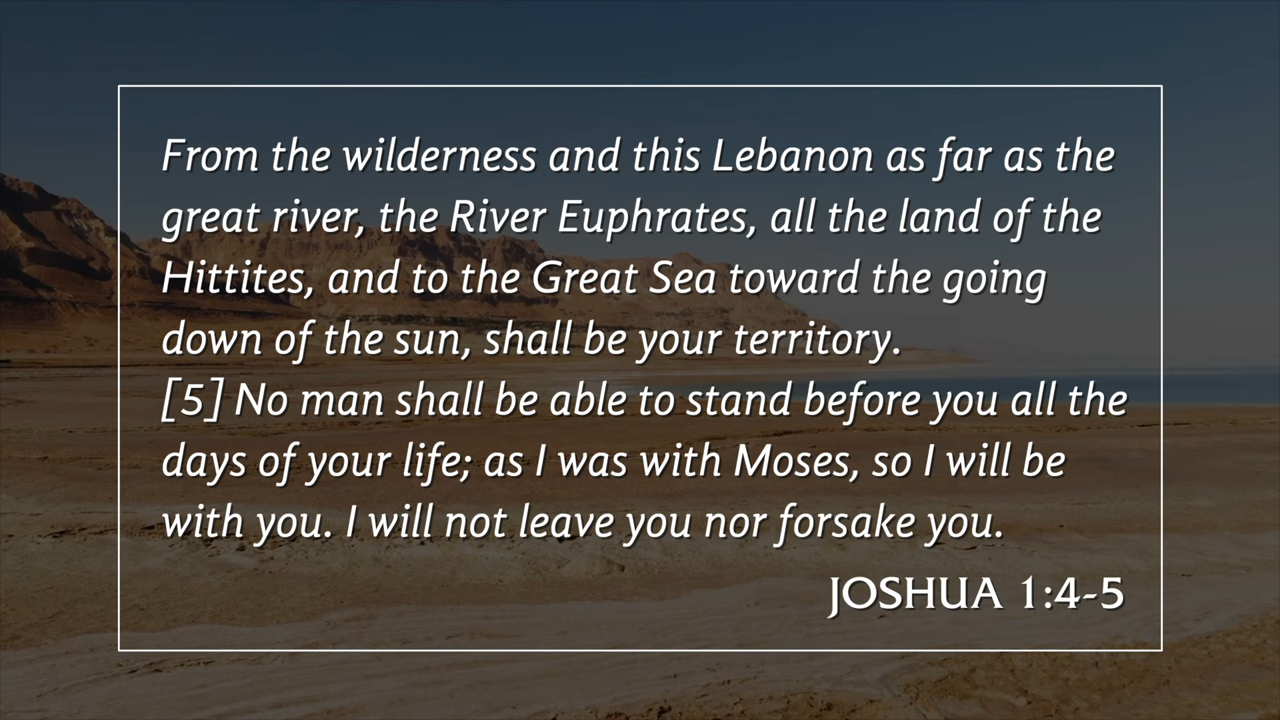 From the wilderness and this Lebanon as far as the
great river, the River Euphrates, all the land of the
Hittites, and to the Great Sea toward the going
down of the sun, shall be your territory.
[5] No man shall be able to stand before you all the
days of your life; as I was with Moses, so I will be
with you. I will not leave you nor forsake you.
JOSHUA 1:4-5